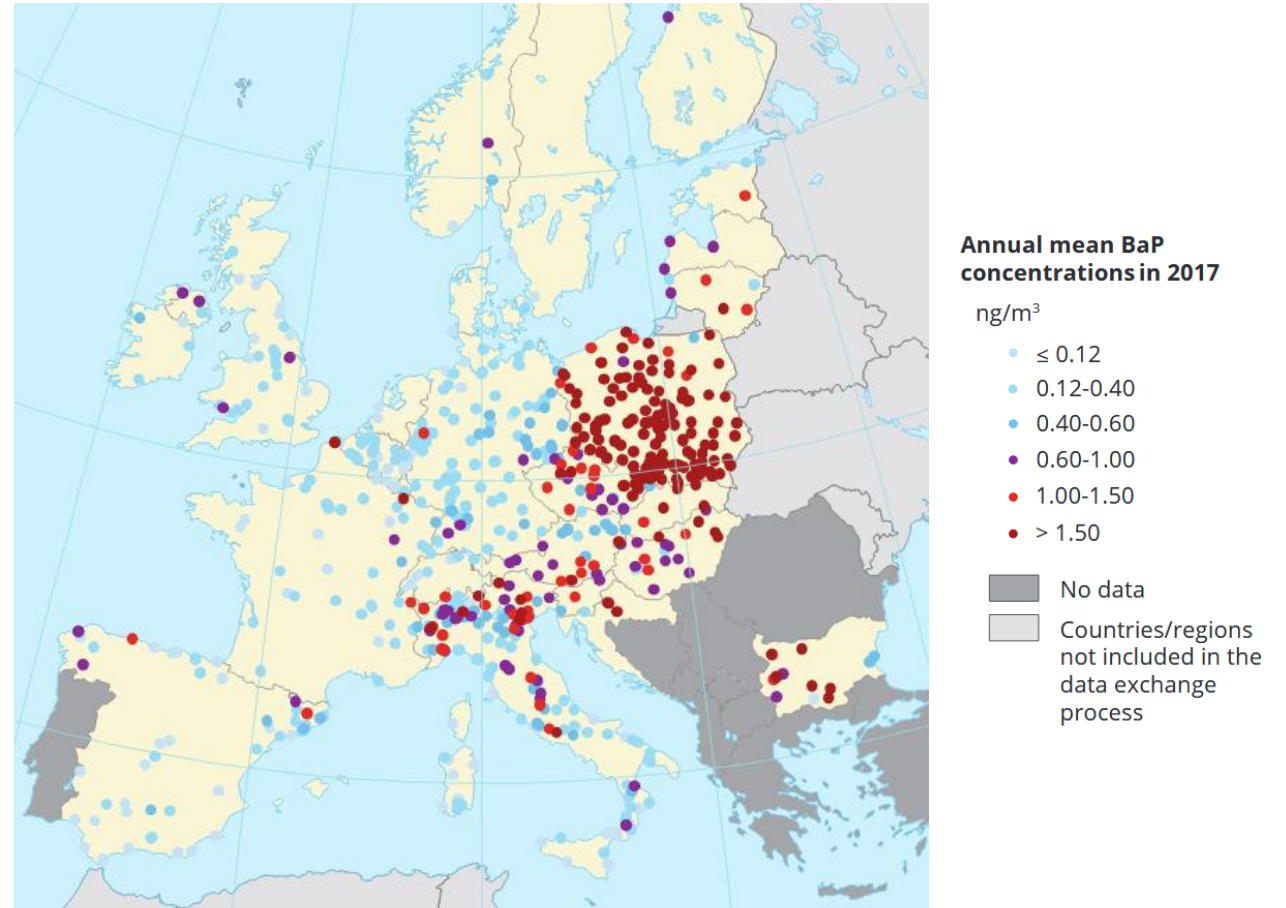 Annual mean BaP
concentrations in 2017
ng/m³
≤ 0.12
0.12-0.40
0.40-0.60
0.60-1.00
1.00-1.50
> 1.50
No data
Countries/regions
not included in the
data exchange
process